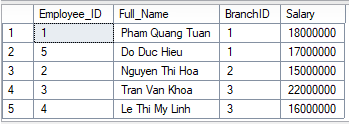 Employee_ID Full_Name BranchID Salary
1 1 Pham Quang Tuan 1 18000000
2 5 Do Duc Hieu 1 17000000
3 2 Nguyen Thi Hoa 2 15000000
4 3 Tran Van Khoa 3 22000000
5 4 Le Thi My Linh 3 16000000